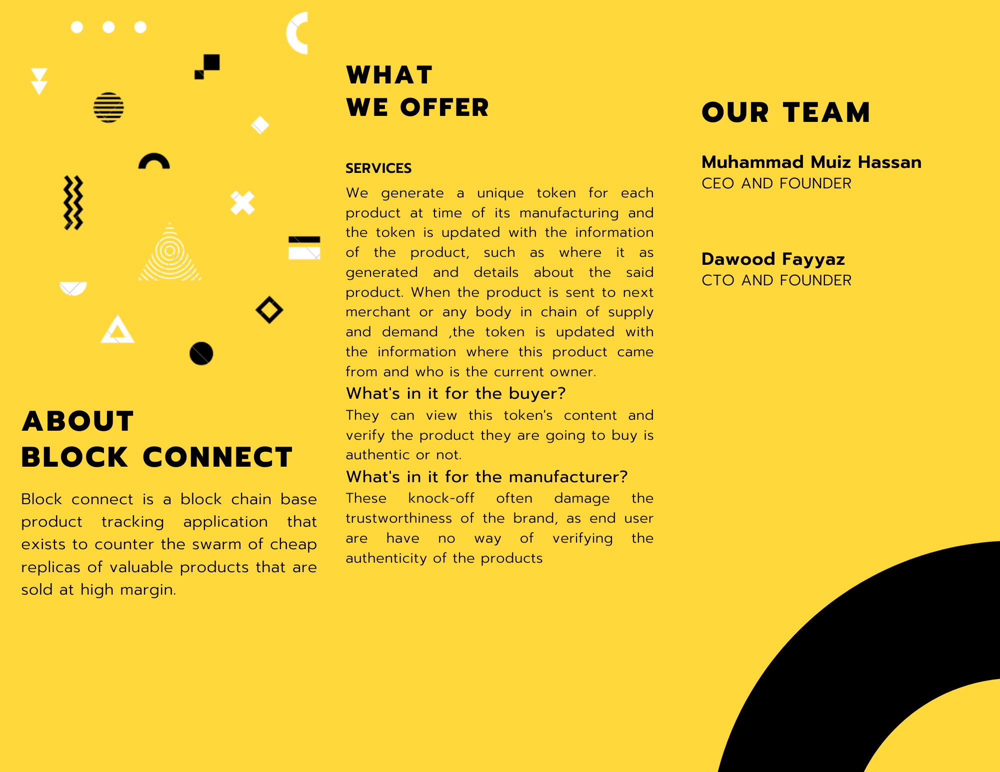 ABOUT
BLOCK CONNECT
Block connect is a block chain base
product tracking application that
exists to counter the swarm of cheap
replicas of valuable products that are
sold at high margin.
WHAT
WE OFFER
SERVICES
We generate a unique token for each
product at time of its manufacturing and
the token is updated with the information
of the product, such as where it as
generated and details about the said
product. When the product is sent to next
merchant or any body in chain of supply
and demand ,the token is updated with
the information where this product came
from and who is the current owner.
What's in it for the buyer?
They can view this token's content and
verify the product they are going to buy is
authentic or not.
What's in it for the manufacturer?
These knock-off often damage the
trustworthiness of the brand, as end user
are have no way of verifying the
authenticity of the products
OUR TEAM
Muhammad Muiz Hassan
CEO AND FOUNDER
Dawood Fayyaz
CTO AND FOUNDER